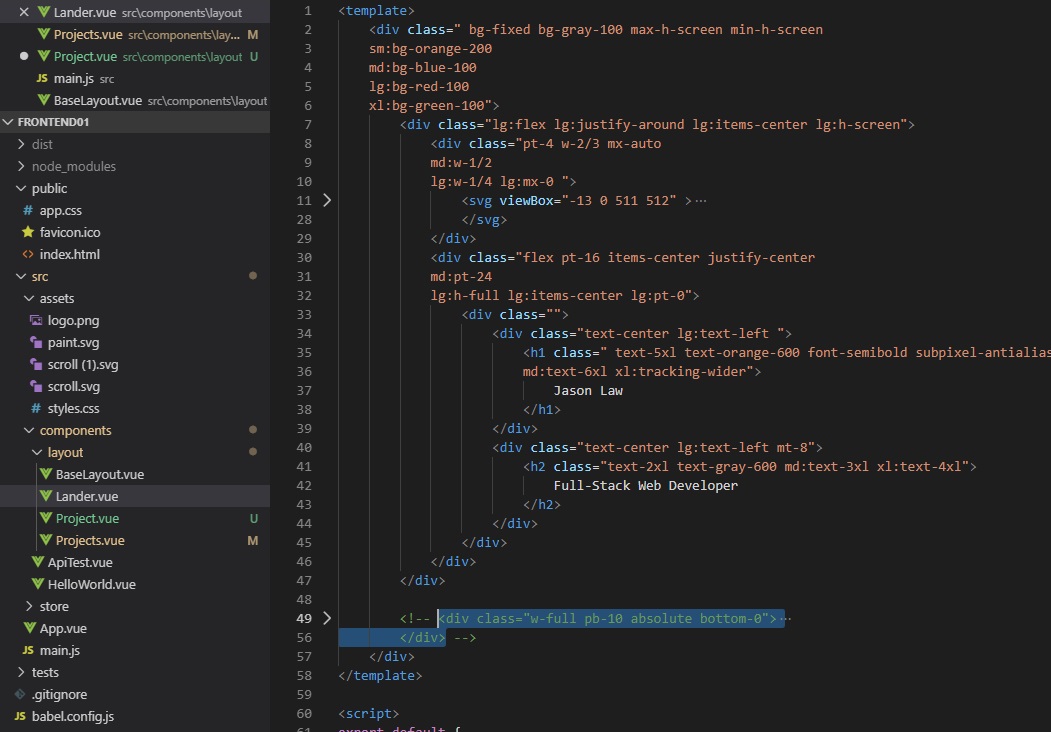 Lander.vue src\components\layout
Projects.vue src\components\lay... M
Project.vue src\components\layout U
JS main.js src
BaseLayout.vue src\components\layout
FRONTEND01
dist
node_modules
public
# app.css
favicon.ico
<> index.html
src
assets
logo.png
paint.svg
scroll (1).svg
scroll.svg
# styles.css
components
layout
BaseLayout.vue
Lander.vue
Project.vue U
Projects.vue M
ApiTest.vue
HelloWorld.vue
store
App.vue
JS main.js
tests
.gitignore
JS babel.config.js
1 <template>
2 <div class=" bg-fixed bg-gray-100 max-h-screen min-h-screen
3 sm:bg-orange-200
4 md:bg-blue-100
5 lg:bg-red-100
6 xl:bg-green-100">
7 <div class="lg:flex lg:justify-around lg:items-center lg:h-screen">
8 <div class="pt-4 w-2/3 mx-auto
9 md:w-1/2
10 lg:w-1/4 lg:mx-0 ">
11 <svg viewBox="-13 0 511 512" >...
28 </svg>
29 </div>
30 <div class="flex pt-16 items-center justify-center
31 md:pt-24
32 lg:h-full lg:items-center lg:pt-0">
33 <div class="">
34 <div class="text-center lg:text-left ">
35 <h1 class=" text-5xl text-orange-600 font-semibold subpixel-antialias
36 md:text-6xl xl:tracking-wider">
37 Jason Law
38 </h1>
39 </div>
40 <div class="text-center lg:text-left mt-8">
41 <h2 class="text-2xl text-gray-600 md:text-3xl xl:text-4xl">
42 Full-Stack Web Developer
43 </h2>
44 </div>
45 </div>
46 </div>
47 </div>
48
49 <!-- <div class="w-full pb-10 absolute bottom-0">...
56 </div> -->
57 </div>
58 </template>
59
60 <script>
61 export default {